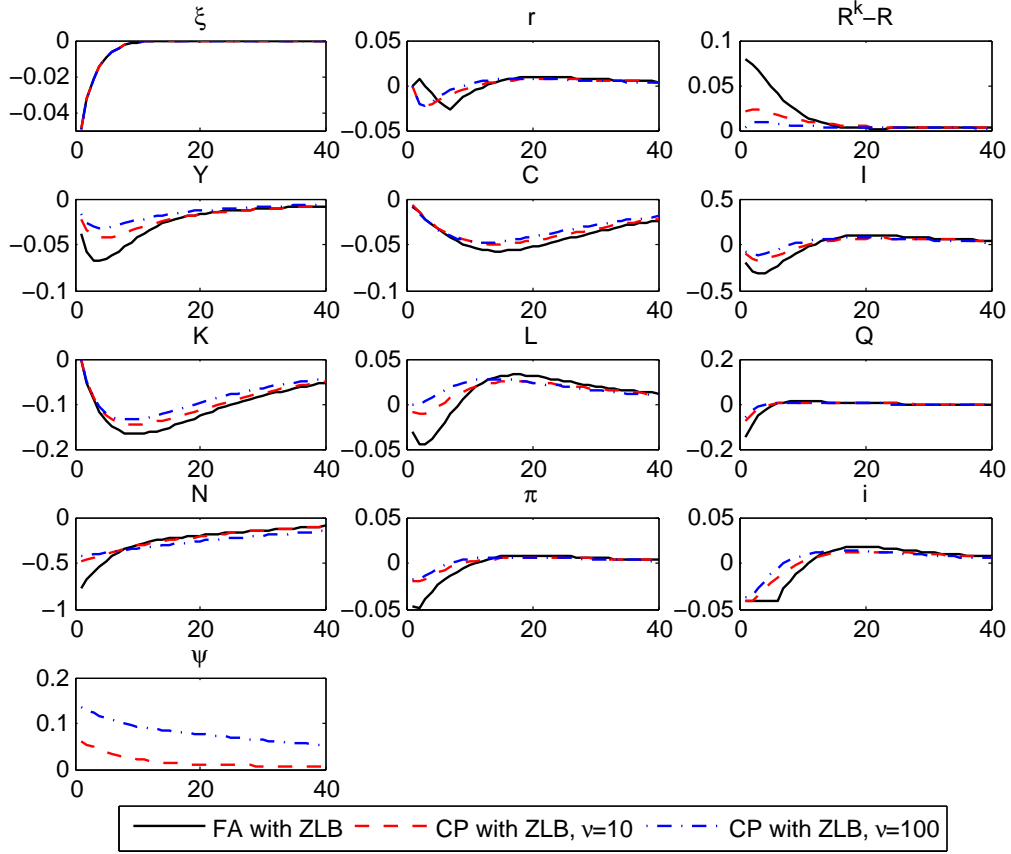 ξ r R^k−R
0 0.05 0.1
−0.02 0 0.05
−0.04 −0.05 0
0 20 40 0 20 40 0 20 40
Y C I
0 0 0.5
−0.05 −0.05 0
−0.1 −0.1 −0.5
0 20 40 0 20 40 0 20 40
K L Q
0 0.05 0.2
−0.1 0 0
−0.2 0.05 −0.2
0 20 40 0 20 40 0 20 40
N π i
0 0.05 0.05
−0.5 0 0
−1 −0.05 −0.05
0 20 40 0 20 40 0 20 40
ψ
0.2
0.1
0
0 20 40
FA with ZLB CP with ZLB, ν=10 CP with ZLB, ν=100